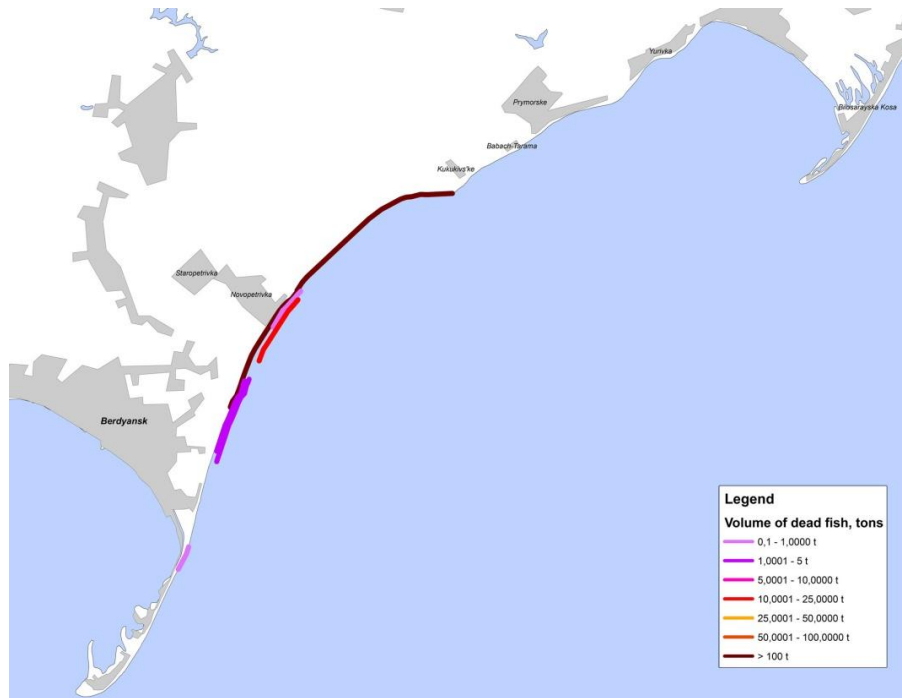 Yurivka
Prymorske
Bilosarayska Kosa
Babach-Tarama
Kukukivs'ke
Staropetrivka
Novopetrivka
Berdyansk
Legend
Volume of dead fish, tons
0,1 - 1,0000 t
1,0001 - 5 t
5,0001 - 10,0000 t
10,0001 - 25,0000 t
25,0001 - 50,0000 t
50,0001 - 100,0000 t
> 100 t